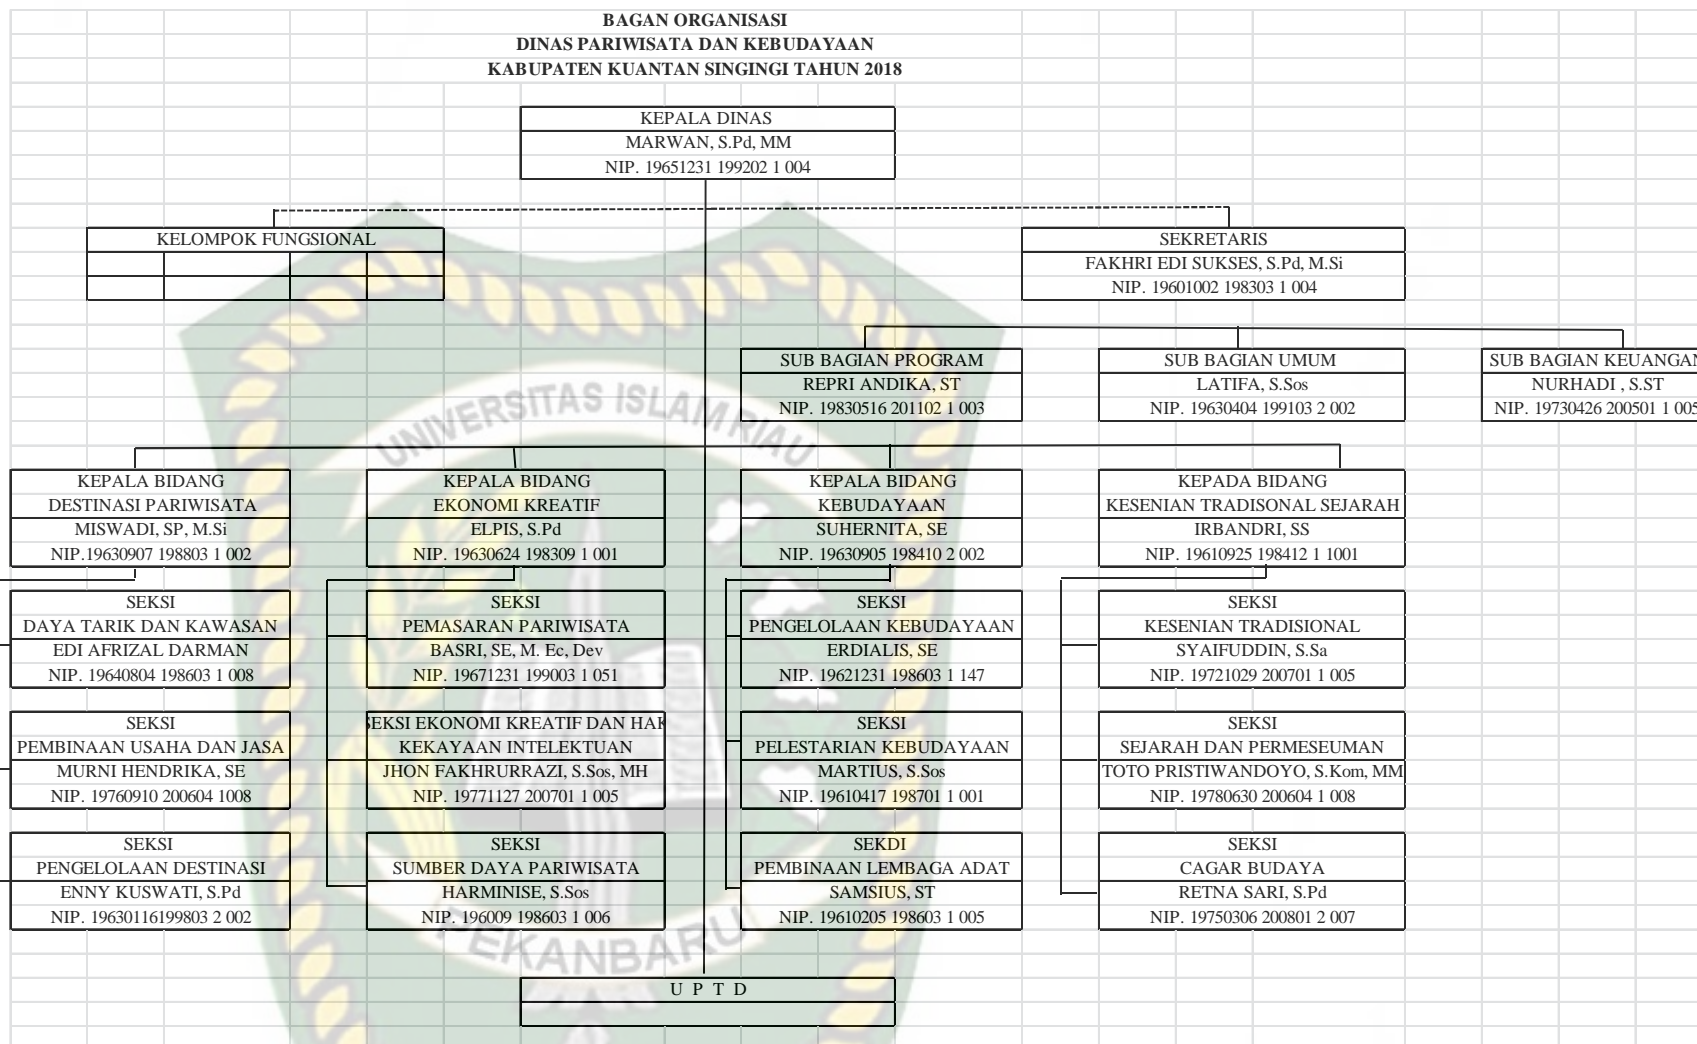 BAGAN ORGANISASI
DINAS PARIWISATA DAN KEBUDAYAAN
KABUPATEN KUANTAN SINGINGI TAHUN 2018
KEPALA DINAS
MARWAN, S.Pd, MM
NIP. 19651231 199202 1 004
KELOMPOK FUNGSIONAL
SEKRETARIS
FAKHRI EDI SUKSES, S.Pd, M.Si
NIP. 19601002 198303 1 004
SUB BAGIAN PROGRAM
REPRI ANDIKA, ST
NIP. 19830516 201102 1 003
SUB BAGIAN UMUM
LATIFA, S.Sos
NIP. 19630404 199103 2 002
SUB BAGIAN KEUANGAN
NURHADI , S.ST
NIP. 19730426 200501 1 005
UNIVERSITAS ISLAM RIAU
KEPALA BIDANG
DESTINASI PARIWISATA
MISWADI, SP, M.Si
NIP.19630907 198803 1 002
KEPALA BIDANG
EKONOMI KREATIF
ELPIS, S.Pd
NIP. 19630624 198309 1 001
KEPALA BIDANG
KEBUDAYAAN
SUHERNITA, SE
NIP. 19630905 198410 2 002
KEPADA BIDANG
KESENIAN TRADISONAL SEJARAH
IRBANDRI, SS
NIP. 19610925 198412 1 1001
SEKSI
DAYA TARIK DAN KAWASAN
EDI AFRIZAL DARMAN
NIP. 19640804 198603 1 008
SEKSI
PEMASARAN PARIWISATA
BASRI, SE, M. Ec, Dev
NIP. 19671231 199003 1 051
SEKSI
PENGELOLAAN KEBUDAYAAN
ERDIALIS, SE
NIP. 19621231 198603 1 147
SEKSI
KESENIAN TRADISIONAL
SYAIFUDDIN, S.Sa
NIP. 19721029 200701 1 005
SEKSI
PEMBINAAN USAHA DAN JASA
MURNI HENDRIKA, SE
NIP. 19760910 200604 1008
SEKSI EKONOMI KREATIF DAN HAK
KEKAYAAN INTELEKTUAN
JHON FAKHRURRAZI, S.Sos, MH
NIP. 19771127 200701 1 005
SEKSI
PELESTARIAN KEBUDAYAAN
MARTIUS, S.Sos
NIP. 19610417 198701 1 001
SEKSI
SEJARAH DAN PERMESEUMAN
TOTO PRISTIWANDOYO, S.Kom, MM
NIP. 19780630 200604 1 008
SEKSI
PENGELOLAAN DESTINASI
ENNY KUSWATI, S.Pd
NIP. 19630116199803 2 002
SEKSI
SUMBER DAYA PARIWISATA
HARMINISE, S.Sos
NIP. 196009 198603 1 006
SEKDI
PEMBINAAN LEMBAGA ADAT
SAMSIUS, ST
NIP. 19610205 198603 1 005
SEKSI
CAGAR BUDAYA
RETNA SARI, S.Pd
NIP. 19750306 200801 2 007
PEKANBARU
U P T D